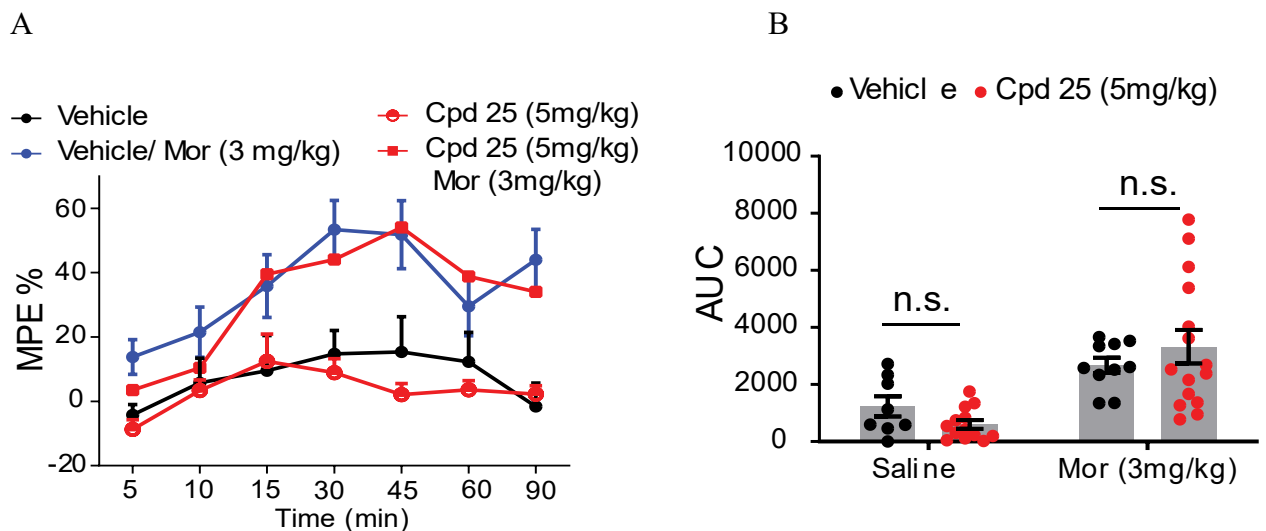 A
Vehicle
Vehicle/ Mor (3 mg/kg)
Cpd 25 (5mg/kg)
Cpd 25 (5mg/kg)
Mor (3mg/kg)
MPE %
60
40
20
0
-20
5 10 15 30 45 60 90
Time (min)
B
Vehicl e Cpd 25 (5mg/kg)
AUC
10000
8000
6000
4000
2000
0
n.s.
n.s.
Saline Mor (3mg/kg)